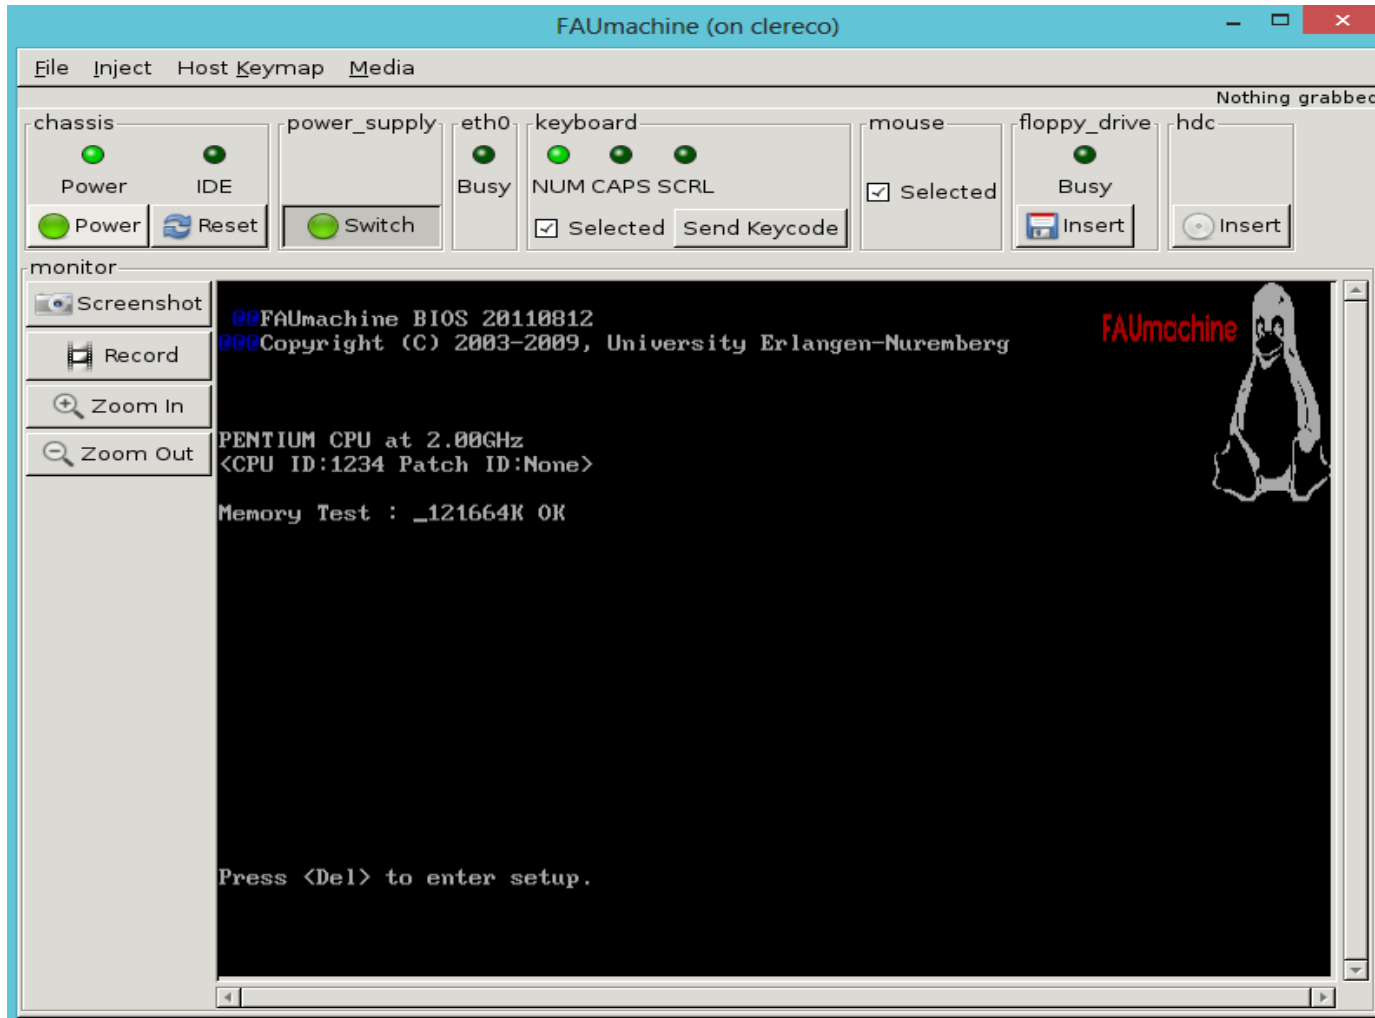 FAUmachine (on clereco)
File Inject Host Keymap Media
Nothing grabbed
chassis power_supply eth0 keyboard mouse floppy_drive hdc
Power IDE Busy NUM CAPS SCRL Selected Busy
Power Reset Switch Selected Send Keycode Insert Insert
monitor
Screenshot
Record
Zoom In
Zoom Out
@@FAUmachine BIOS 20110812
@@@Copyright (C) 2003-2009, University Erlangen-Nuremberg
FAUmachine
PENTIUM CPU at 2.00GHz
<CPU ID:1234 Patch ID:None>
Memory Test : _121664K OK
Press <Del> to enter setup.